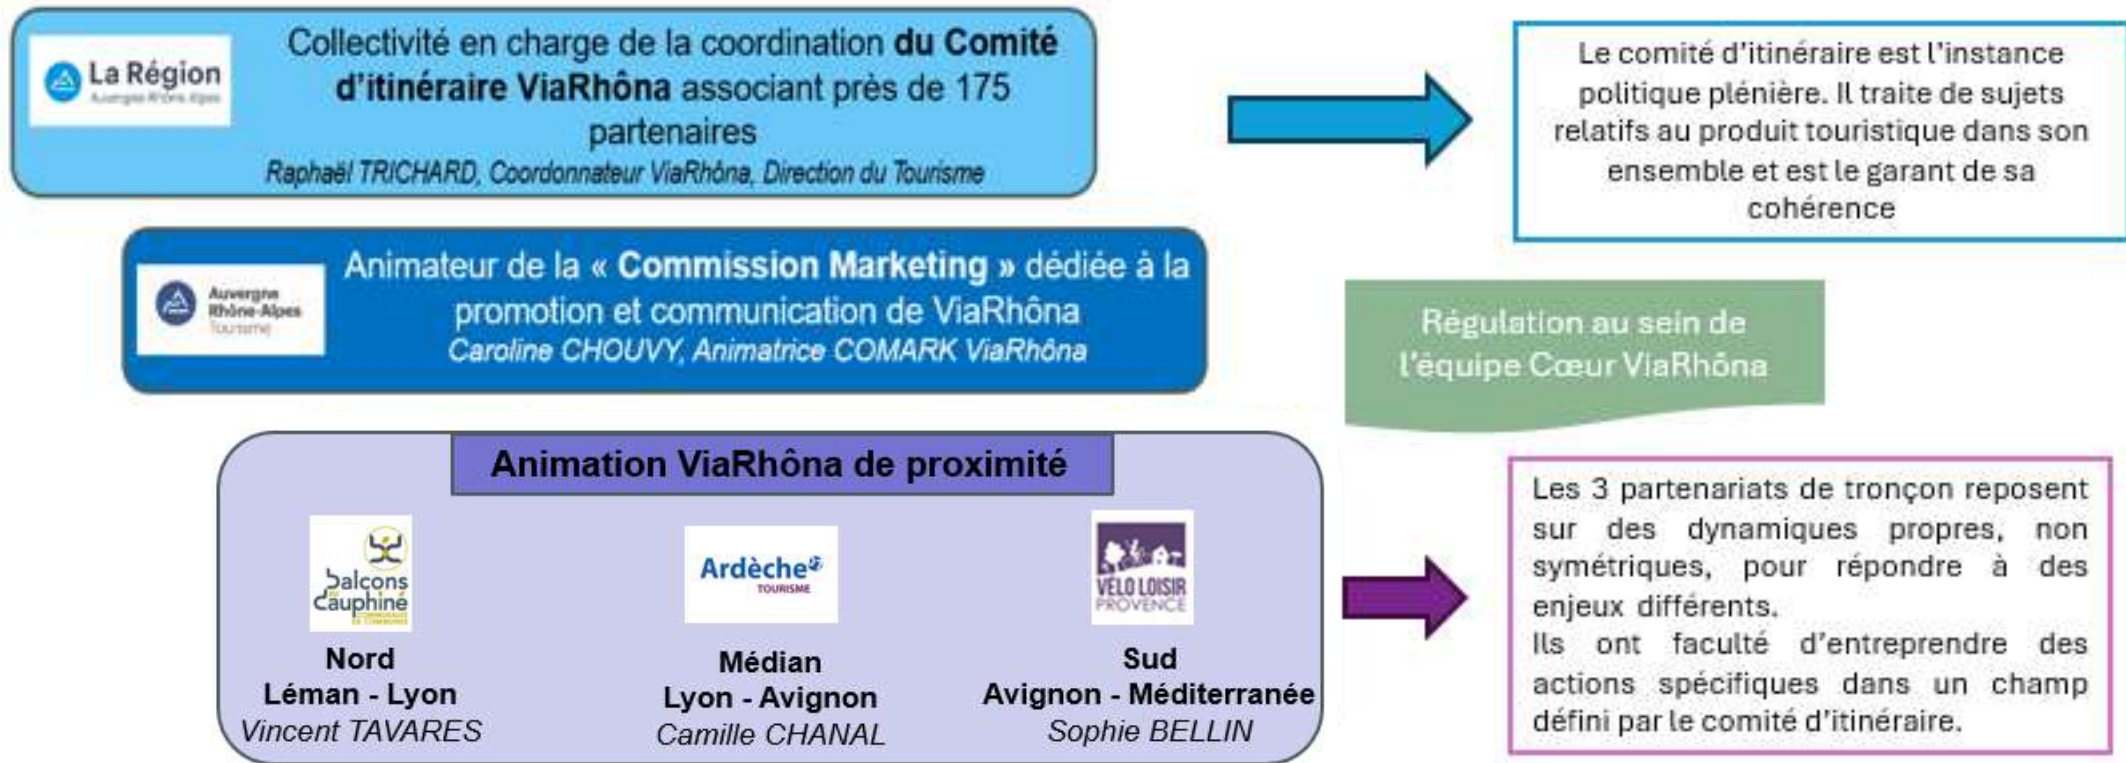 La Région
Auvergne-Rhône-Alpes
Collectivité en charge de la coordination du Comité
d'itinéraire ViaRhôna associant près de 175
partenaires
Raphaël TRICHARD, Coordonnateur ViaRhôna, Direction du Tourisme
Le comité d'itinéraire est l'instance
politique plénière. Il traite de sujets
relatifs au produit touristique dans son
ensemble et est le garant de sa
cohérence
Auvergne
Rhône-Alpes
Tourisme
Animateur de la « Commission Marketing » dédiée à la
promotion et communication de ViaRhôna
Caroline CHOUVY, Animatrice COMARK ViaRhôna
Régulation au sein de
l'équipe Cœur ViaRhôna
Animation ViaRhôna de proximité
balcons
du
Dauphiné
COMMUNAUTÉ
DE COMMUNES
Nord
Léman - Lyon
Vincent TAVARES
Ardèche
TOURISME
Médian
Lyon - Avignon
Camille CHANAL
VÉLO LOISIR
PROVENCE
Sud
Avignon - Méditerranée
Sophie BELLIN
Les 3 partenariats de tronçon reposent
sur des dynamiques propres, non
symétriques, pour répondre à des
enjeux différents.
Ils ont faculté d'entreprendre des
actions spécifiques dans un champ
défini par le comité d'itinéraire.